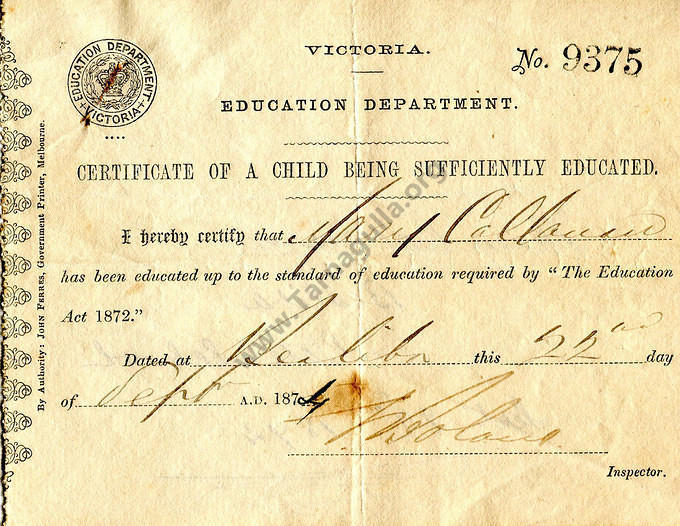 VICTORIA.
No. 9375
EDUCATION DEPARTMENT
VICTORIA
EDUCATION DEPARTMENT.
CERTIFICATE OF A CHILD BEING SUFFICIENTLY EDUCATED.
I hereby certify that Mary Callanan
has been educated up to the standard of education required by “The Education
Act 1872.”
Dated at this 22nd day
of Sept A.D. 1874
Inspector.
By Authority: JOHN FERRES, Government Printer, Melbourne.
www.Tarnagulla.org